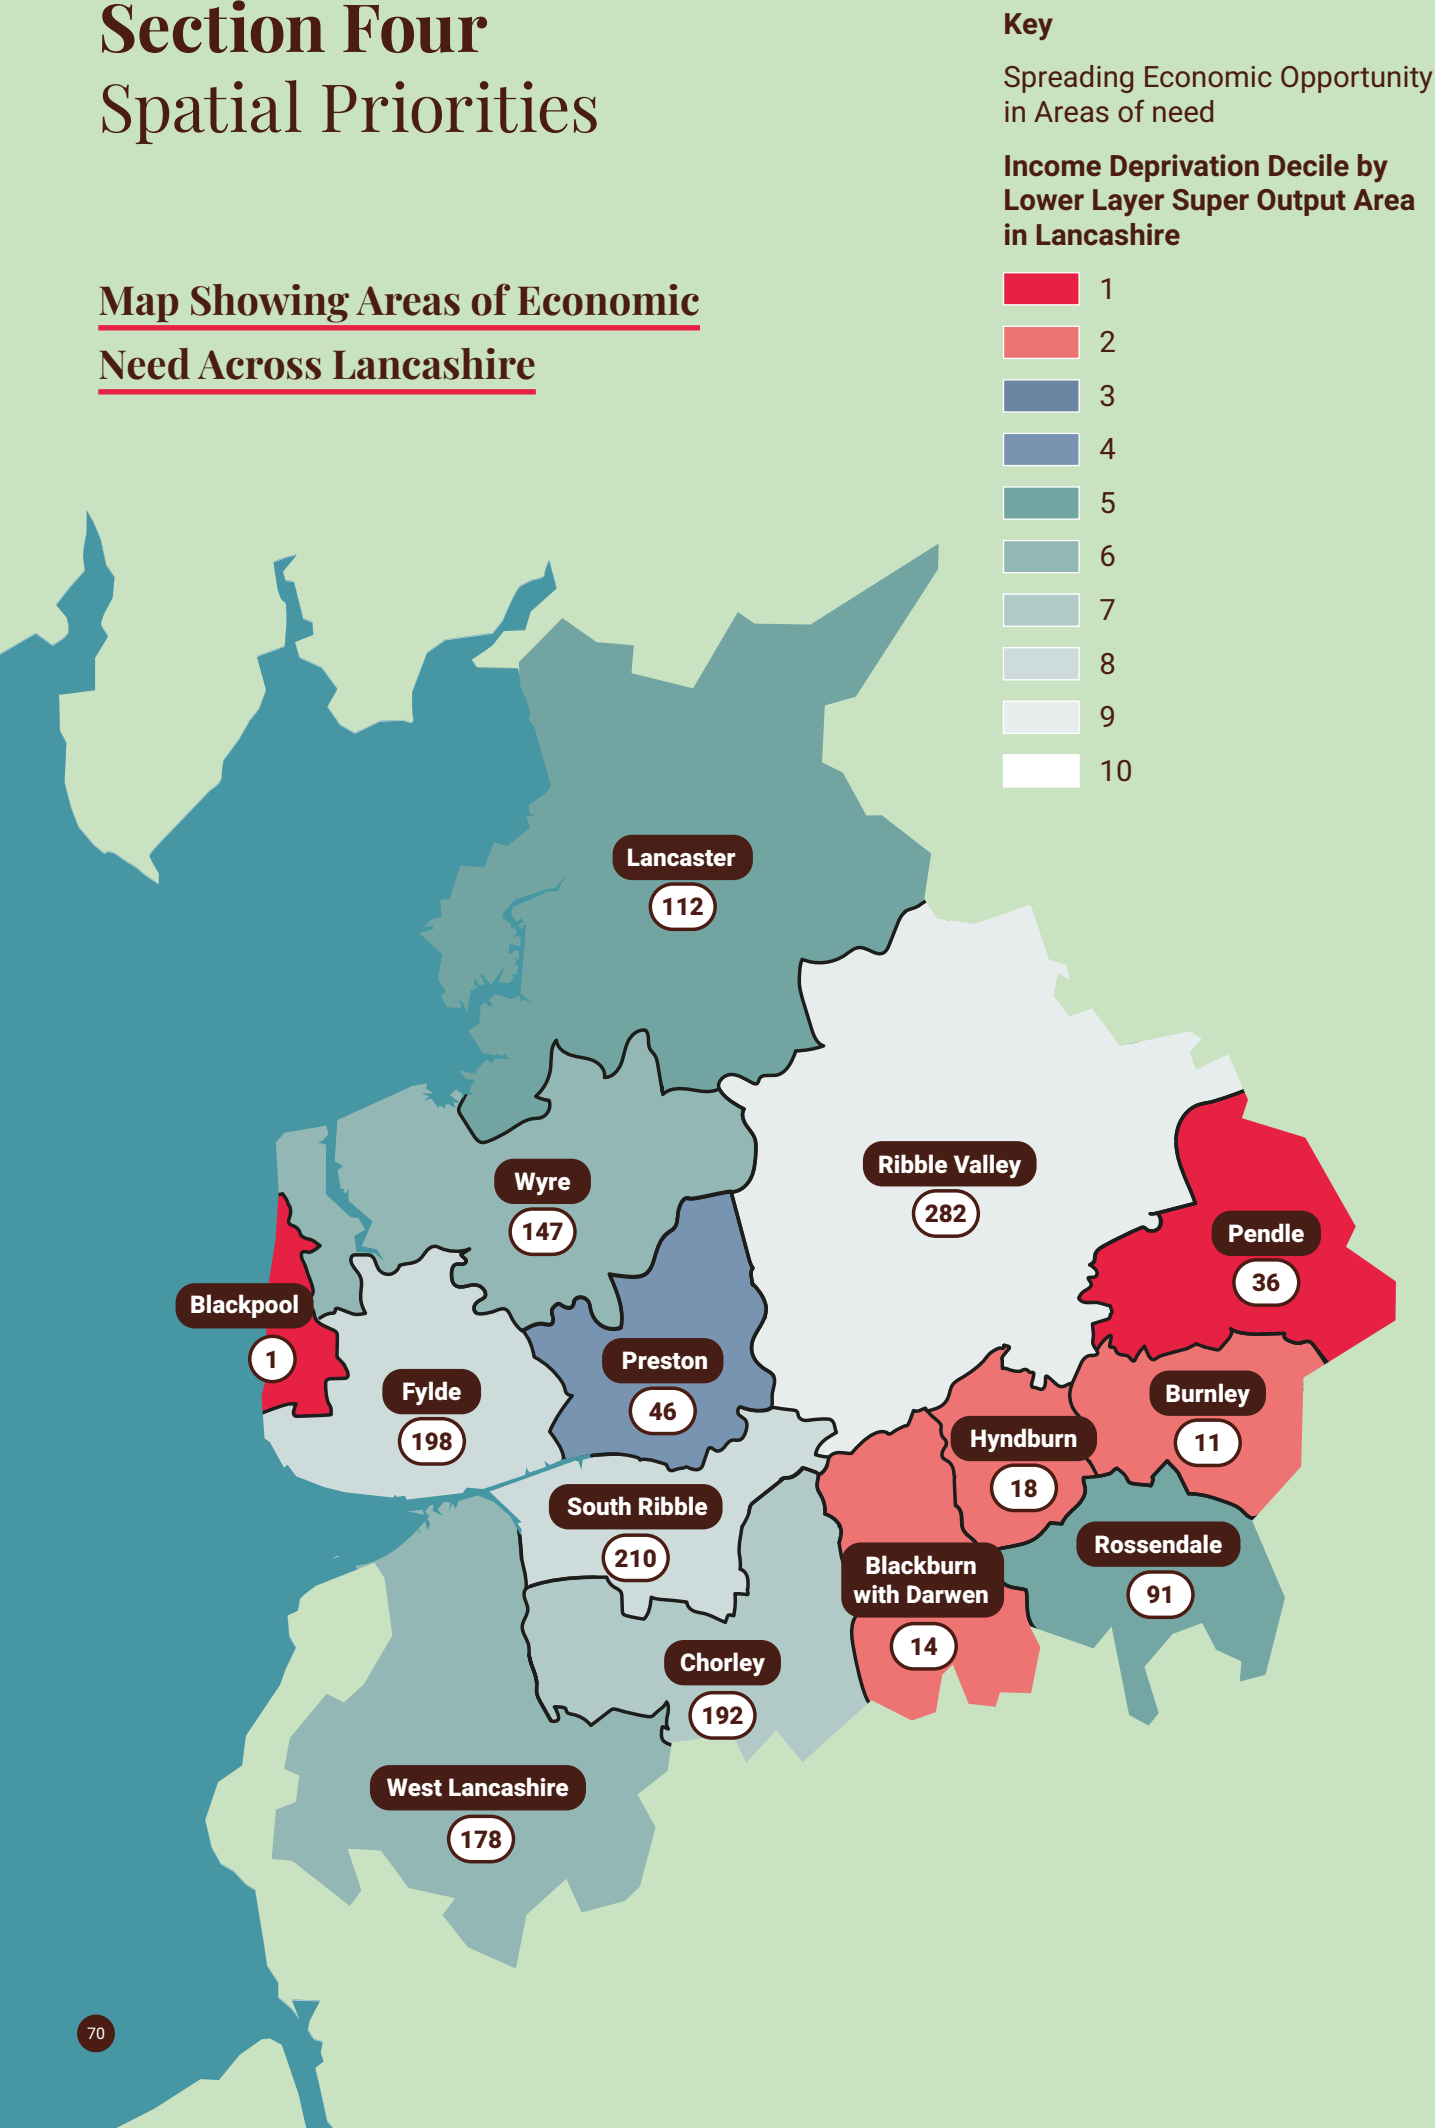 Section Four
Spatial Priorities
Map Showing Areas of Economic
Need Across Lancashire
Key
Spreading Economic Opportunity
in Areas of need
Income Deprivation Decile by
Lower Layer Super Output Area
in Lancashire
1
2
3
4
5
6
7
8
9
10
Lancaster
112
Ribble Valley
282
Wyre
147
Pendle
36
Blackpool
1
Preston
46
Fylde
198
Burnley
11
Hyndburn
18
South Ribble
210
Rossendale
91
Blackburn
with Darwen
14
Chorley
192
West Lancashire
178
70